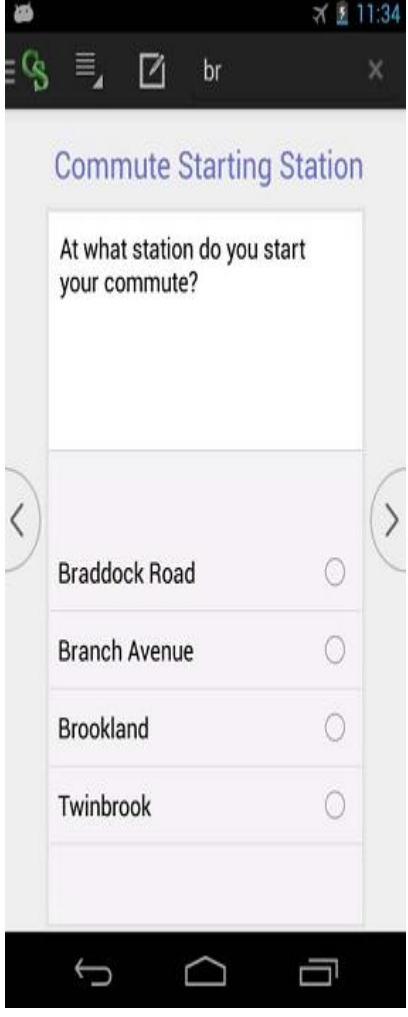 11:34
CS
br
Commute Starting Station
At what station do you start
your commute?
Braddock Road
Branch Avenue
Brookland
Twinbrook